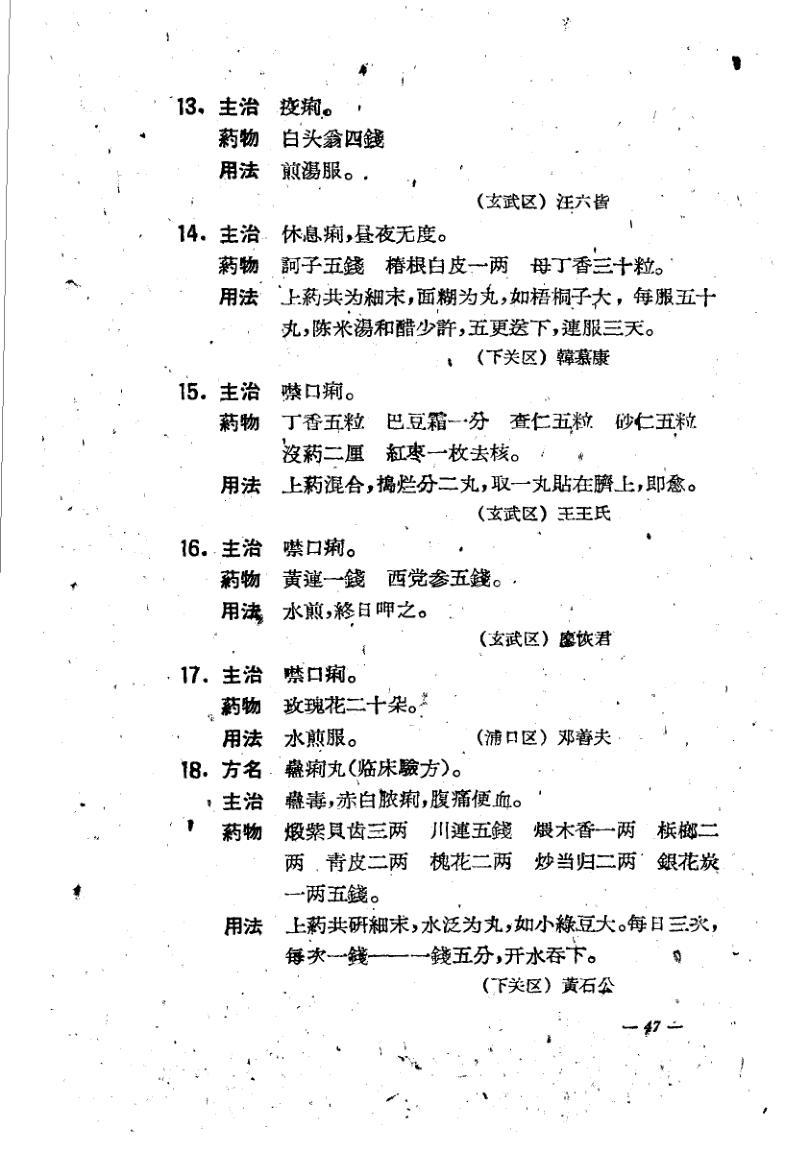 13、主治 疫痢。
葯物 白头翁四錢
用法 煎湯服。
(玄武区) 汪六皆
14. 主治 休息痢,昼夜无度。
葯物 訶子五錢 椿根白皮一两 母丁香三十粒。
用法 上葯共为細末,面糊为丸,如梧桐子大,每服五十
丸,陈米湯和醋少許,五更送下,連服三天。
(下关区) 韓慕康
15. 主治 噤口痢。
葯物 丁香五粒 巴豆霜一分 查仁五粒 砂仁五粒
沒葯二厘 紅枣一枚去核。
用法 上葯混合,搗烂分二丸,取一丸貼在臍上,即愈。
(玄武区) 王王氏
16. 主治 噤口痢。
葯物 黃連一錢 西党参五錢。
用法 水煎,終日呷之。
(玄武区) 廖恢君
17. 主治 噤口痢。
葯物 玫瑰花二十朵。
用法 水煎服。 (浦口区) 邓善夫
18. 方名 蠱痢丸(临床驗方)。
主治 蠱毒,赤白脓痢,腹痛便血。
葯物 煅紫貝齿三两 川連五錢 煨木香一两 槟榔二
两 青皮二两 槐花二两 炒当归二两 銀花炭
一两五錢。
用法 上葯共研細末,水泛为丸,如小綠豆大。每日三次,
每次一錢——一錢五分,开水吞下。
(下关区) 黃石公
— 47 —